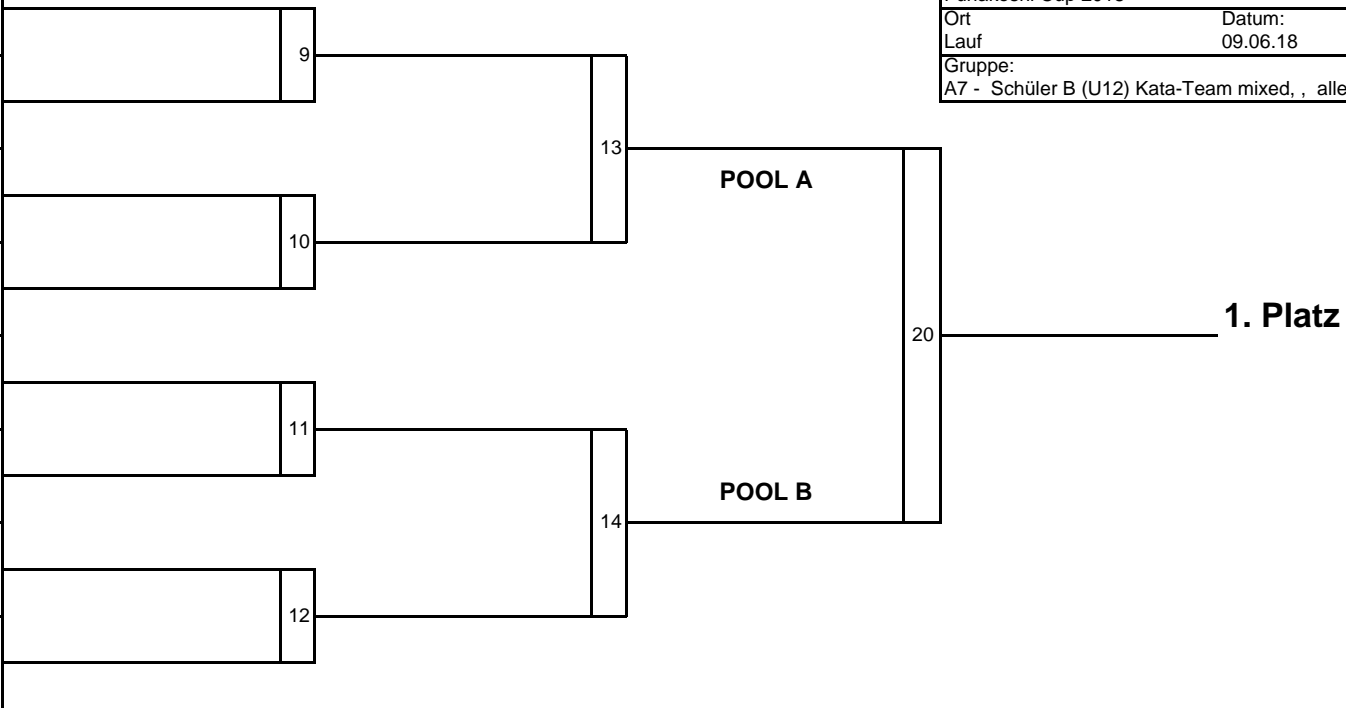 Ort Datum:
Lauf 09.06.18
Gruppe:
A7 - Schüler B (U12) Kata-Team mixed, , alle
9
13
POOL A
10
1. Platz
20
11
POOL B
14
12